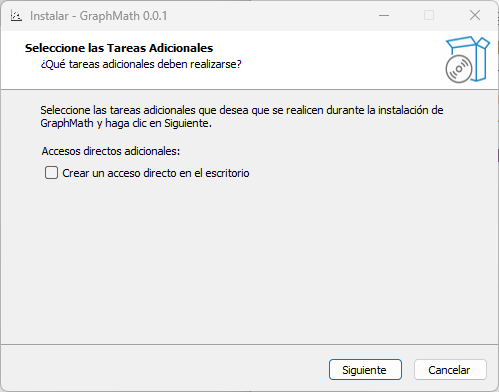 Instalar - GraphMath 0.0.1
Seleccione las Tareas Adicionales
¿Qué tareas adicionales deben realizarse?
Seleccione las tareas adicionales que desea que se realicen durante la instalación de
GraphMath y haga clic en Siguiente.
Accesos directos adicionales:
Crear un acceso directo en el escritorio
Siguiente
Cancelar